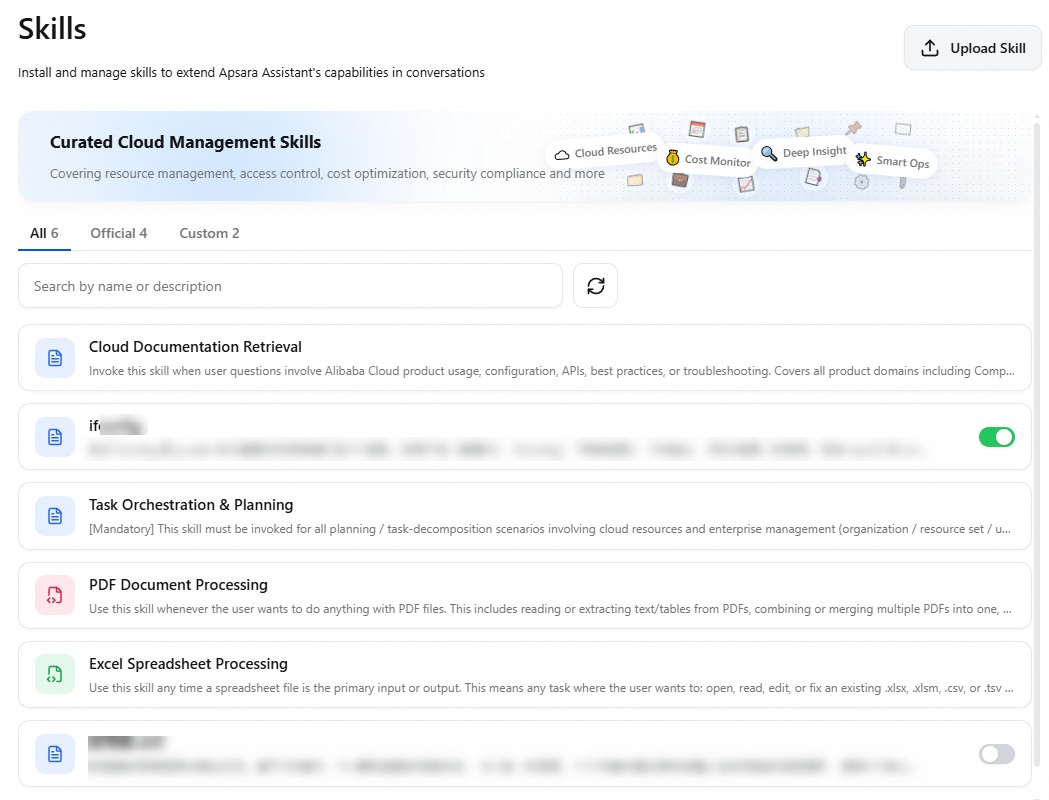 Skills
Upload Skill
Install and manage skills to extend Apsara Assistant's capabilities in conversations
Curated Cloud Management Skills
Covering resource management, access control, cost optimization, security compliance and more
Cloud Resources
Cost Monitor
Deep Insight
Smart Ops
All 6
Official 4
Custom 2
Search by name or description
Cloud Documentation Retrieval
Invoke this skill when user questions involve Alibaba Cloud product usage, configuration, APIs, best practices, or troubleshooting. Covers all product domains including Comp...
Task Orchestration & Planning
[Mandatory] This skill must be invoked for all planning / task-decomposition scenarios involving cloud resources and enterprise management (organization / resource set / u...
PDF Document Processing
Use this skill whenever the user wants to do anything with PDF files. This includes reading or extracting text/tables from PDFs, combining or merging multiple PDFs into one, ...
Excel Spreadsheet Processing
Use this skill any time a spreadsheet file is the primary input or output. This means any task where the user wants to: open, read, edit, or fix an existing .xlsx, .xlsm, .csv, or .tsv ...